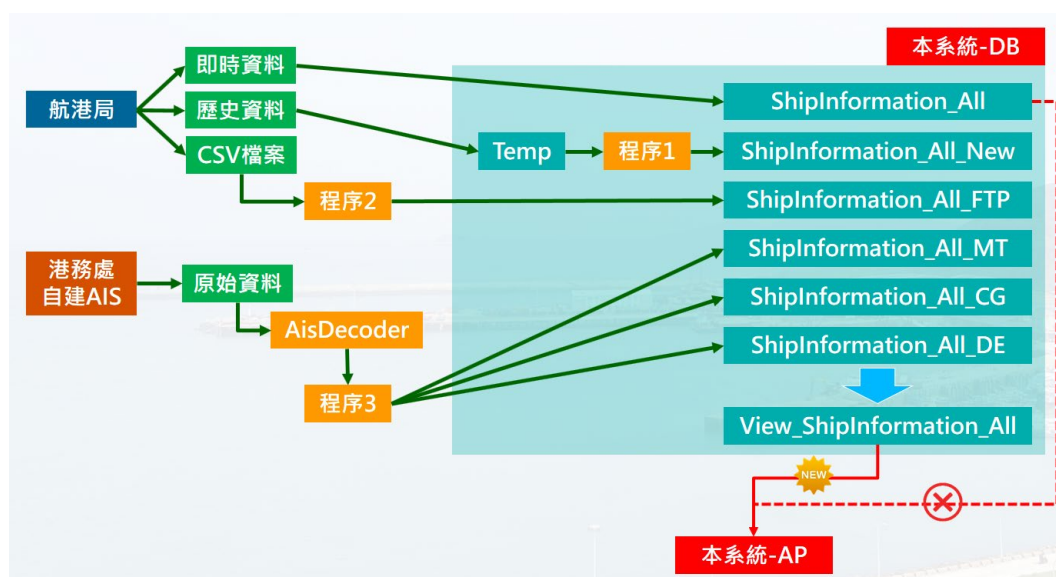 本系統-DB
即時資料
航港局
歷史資料
CSV檔案
ShipInformation_All
Temp
程序1
ShipInformation_All_New
程序2
ShipInformation_All_FTP
港務處
自建AIS
原始資料
ShipInformation_All_MT
ShipInformation_All_CG
AisDecoder
ShipInformation_All_DE
程序3
View_ShipInformation_All
NEW
本系統-AP